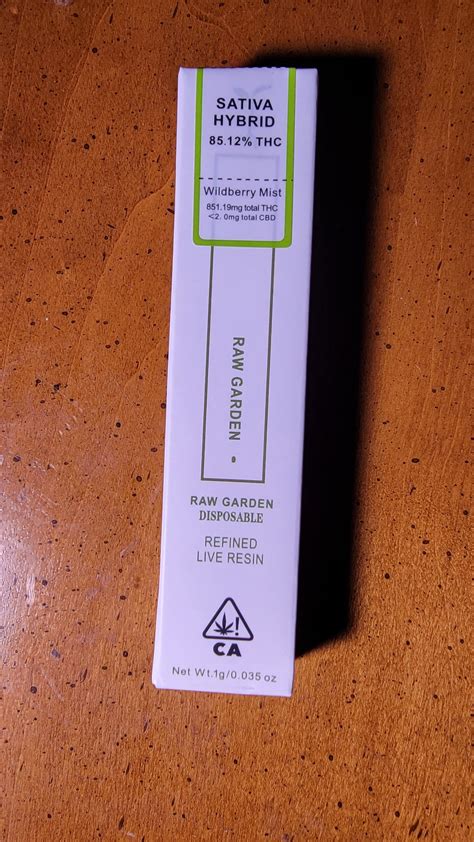 SATIVA
HYBRID
85.12% THC
Wildberry Mist
851.19mg total THC
<2. 0mg total CBD
RAW GARDEN
RAW GARDEN
DISPOSABLE
REFINED
LIVE RESIN
!
CA
Net Wt.1g/0.035 oz